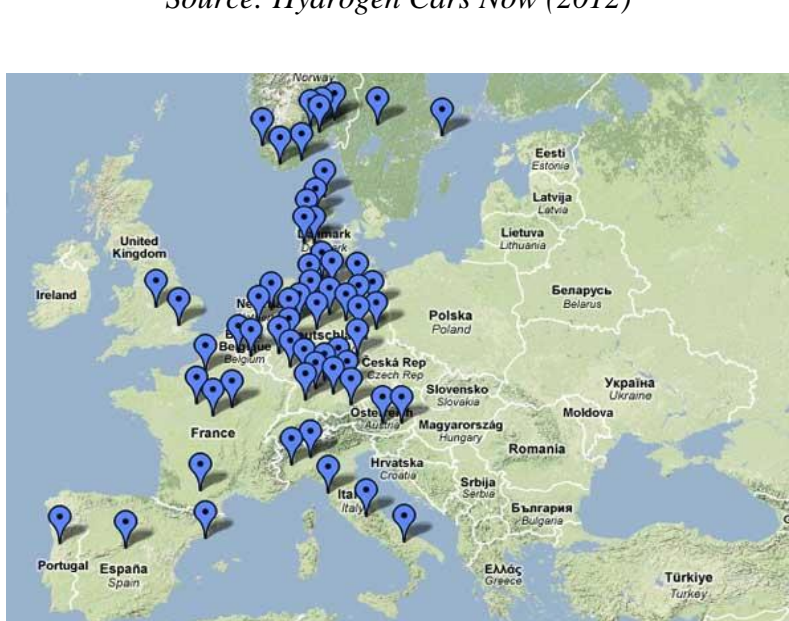 Source: Hydrogen Cars Now (2012)
Norway
Eesti
Estonia
Latvija
Latvia
Lietuva
Lithuania
United
Kingdom
Ireland
Беларусь
Belarus
Polska
Poland
Belgique
Belgium
Česká Rep
Czech Rep
Slovensko
Slovakia
Україна
Ukraine
Moldova
Austria
Magyarország
Hungary
France
Romania
Hrvatska
Croatia
Srbija
Serbia
Italy
България
Bulgaria
Portugal
España
Spain
Ελλάς
Greece
Türkiye
Turkey